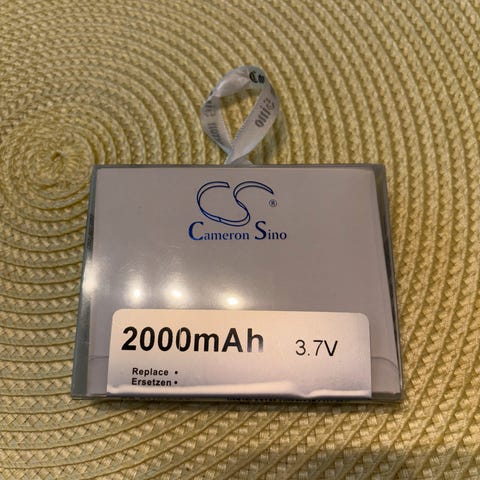 CS ®
Cameron Sino
2000mAh 3.7V
Replace •
Ersetzen •